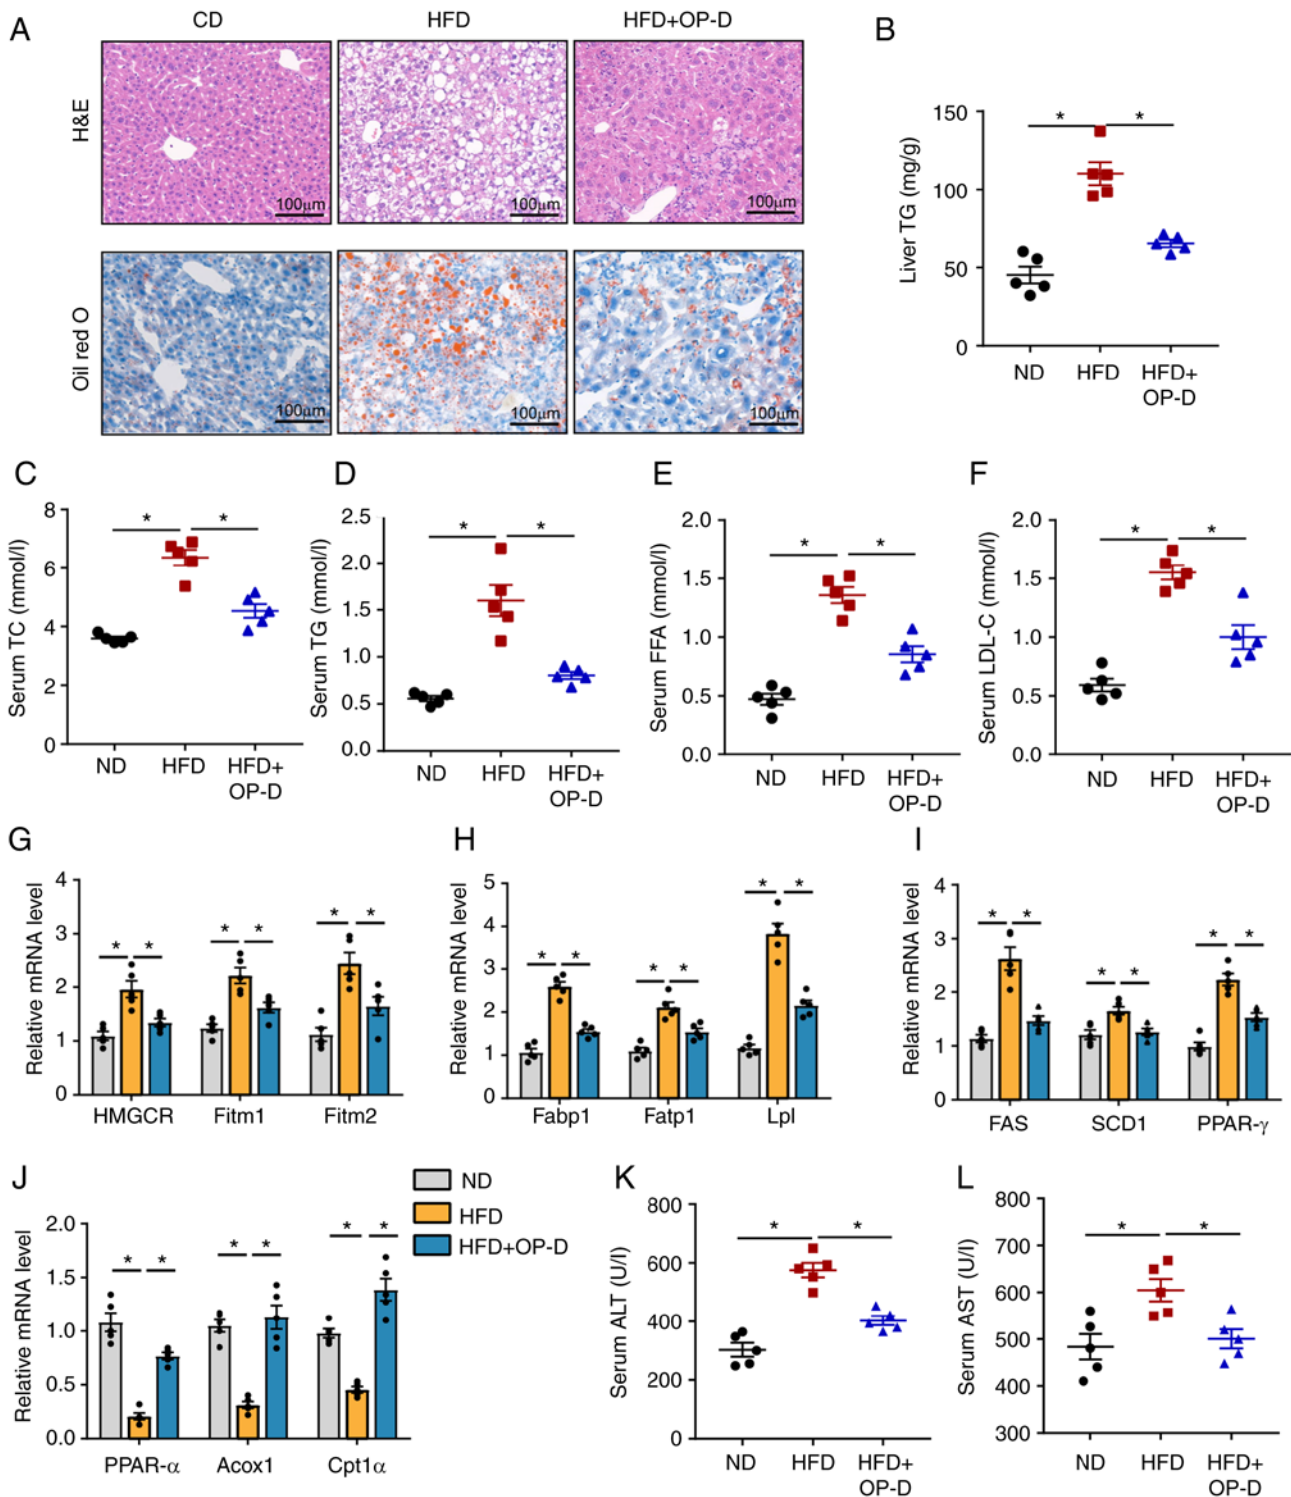 A
CD
HFD
HFD+OP-D
H&E
100μm
100μm
100μm
Oil red O
100μm
100μm
100μm
B
Liver TG (mg/g)
150
100
50
0
*
*
ND
HFD
HFD+
OP-D
C
Serum TC (mmol/l)
8
6
4
2
0
*
*
ND
HFD
HFD+
OP-D
D
Serum TG (mmol/l)
2.5
2.0
1.5
1.0
0.5
0.0
*
*
ND
HFD
HFD+
OP-D
E
Serum FFA (mmol/l)
2.0
1.5
1.0
0.5
0.0
*
*
ND
HFD
HFD+
OP-D
F
Serum LDL-C (mmol/l)
2.0
1.5
1.0
0.5
0.0
*
*
ND
HFD
HFD+
OP-D
G
Relative mRNA level
4
3
2
1
0
* *
* *
* *
HMGCR
Fitm1
Fitm2
H
Relative mRNA level
5
4
3
2
1
0
* *
* *
* *
Fabp1
Fatp1
Lpl
I
Relative mRNA level
4
3
2
1
0
* *
* *
* *
FAS
SCD1
PPAR-γ
J
Relative mRNA level
2.0
1.5
1.0
0.5
0.0
* *
* *
* *
PPAR-α
Acox1
Cpt1α
ND
HFD
HFD+OP-D
K
Serum ALT (U/l)
800
600
400
200
0
*
*
ND
HFD
HFD+
OP-D
L
Serum AST (U/l)
800
700
600
500
400
300
*
*
ND
HFD
HFD+
OP-D